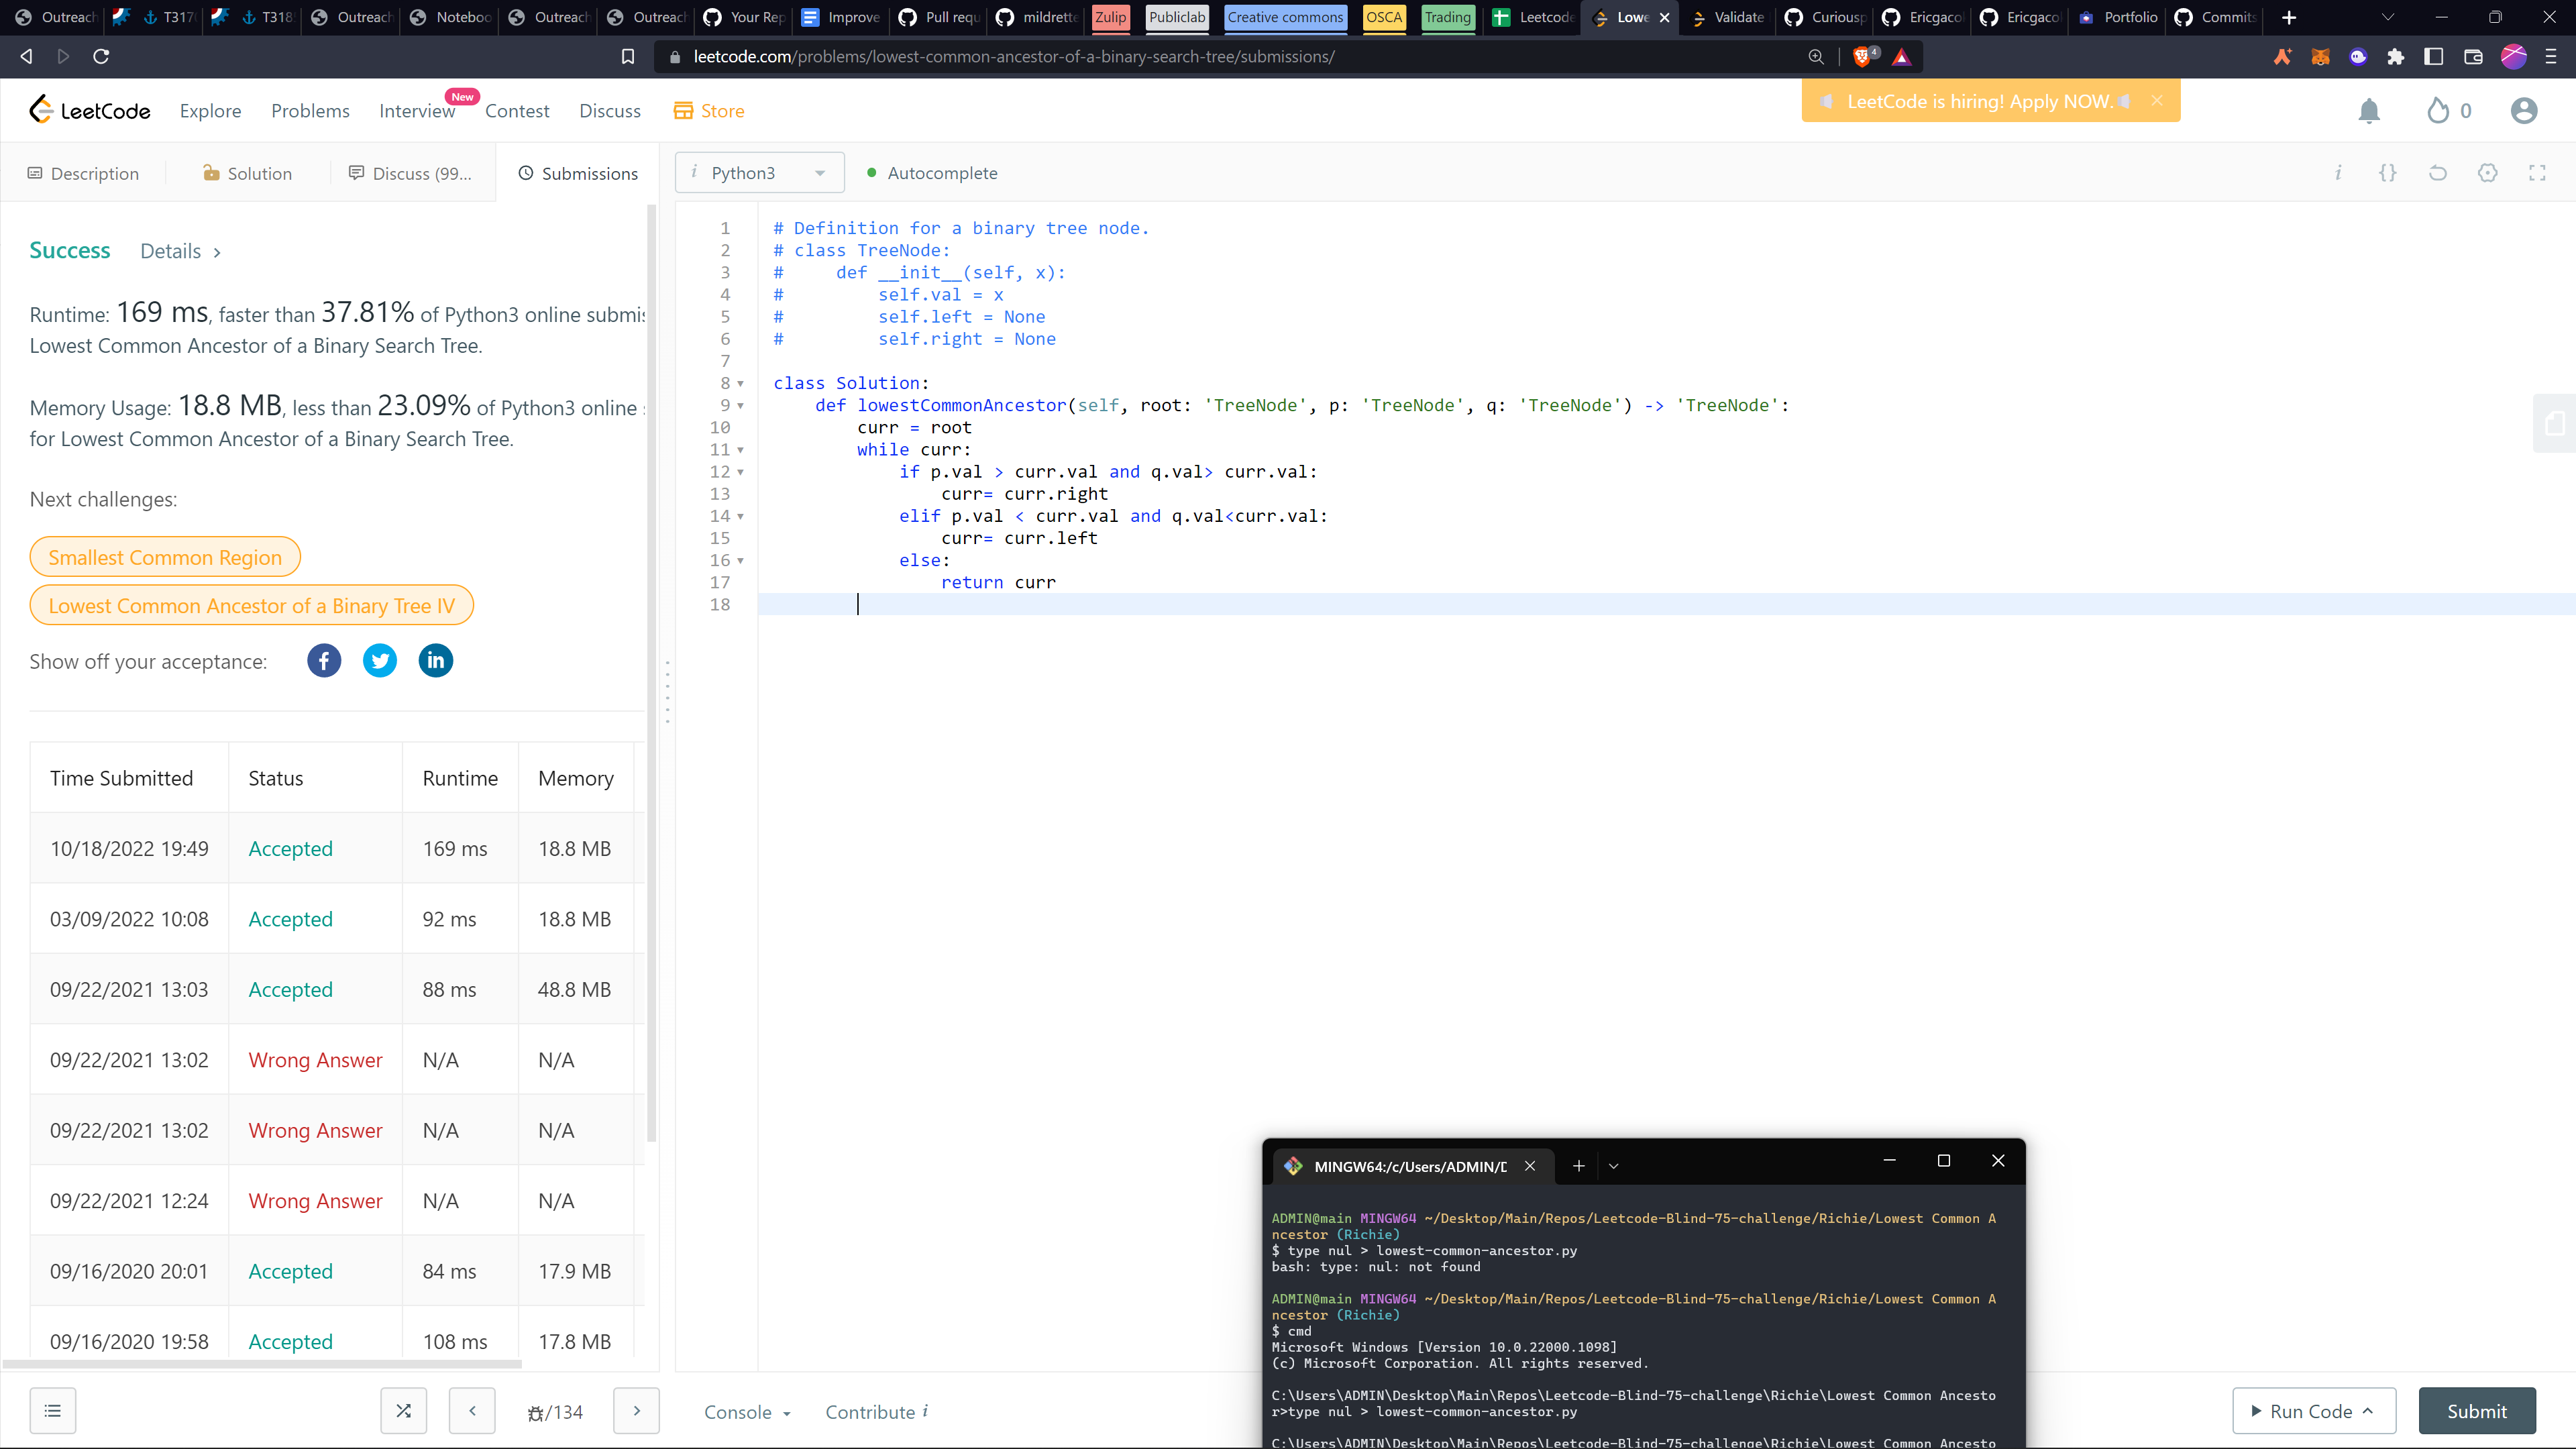 Outreach T317 T318 Outreach Notebo Outreach Outreach Your Rep Improve Pull requ mildrette Zulip Publiclab Creative commons OSCA Trading Leetcode Lowe Validate Curiousp Ericgaco Ericgaco Portfolio Commits
leetcode.com/problems/lowest-common-ancestor-of-a-binary-search-tree/submissions/ 4
LeetCode Explore Problems Interview New Contest Discuss Store LeetCode is hiring! Apply NOW. 0
Description Solution Discuss (99... Submissions
i Python3 Autocomplete i {}
Success Details >
Runtime: 169 ms, faster than 37.81% of Python3 online submis
Lowest Common Ancestor of a Binary Search Tree.
Memory Usage: 18.8 MB, less than 23.09% of Python3 online s
for Lowest Common Ancestor of a Binary Search Tree.
Next challenges:
Smallest Common Region
Lowest Common Ancestor of a Binary Tree IV
Show off your acceptance:
Time Submitted Status Runtime Memory
10/18/2022 19:49 Accepted 169 ms 18.8 MB
03/09/2022 10:08 Accepted 92 ms 18.8 MB
09/22/2021 13:03 Accepted 88 ms 48.8 MB
09/22/2021 13:02 Wrong Answer N/A N/A
09/22/2021 13:02 Wrong Answer N/A N/A
09/22/2021 12:24 Wrong Answer N/A N/A
09/16/2020 20:01 Accepted 84 ms 17.9 MB
09/16/2020 19:58 Accepted 108 ms 17.8 MB
1 # Definition for a binary tree node.
2 # class TreeNode:
3 #     def __init__(self, x):
4 #         self.val = x
5 #         self.left = None
6 #         self.right = None
7
8 class Solution:
9     def lowestCommonAncestor(self, root: 'TreeNode', p: 'TreeNode', q: 'TreeNode') -> 'TreeNode':
10         curr = root
11         while curr:
12             if p.val > curr.val and q.val> curr.val:
13                 curr= curr.right
14             elif p.val < curr.val and q.val<curr.val:
15                 curr= curr.left
16             else:
17                 return curr
18
MINGW64:/c/Users/ADMIN/D
ADMIN@main MINGW64 ~/Desktop/Main/Repos/Leetcode-Blind-75-challenge/Richie/Lowest Common A
ncestor (Richie)
$ type nul > lowest-common-ancestor.py
bash: type: nul: not found
ADMIN@main MINGW64 ~/Desktop/Main/Repos/Leetcode-Blind-75-challenge/Richie/Lowest Common A
ncestor (Richie)
$ cmd
Microsoft Windows [Version 10.0.22000.1098]
(c) Microsoft Corporation. All rights reserved.
C:\Users\ADMIN\Desktop\Main\Repos\Leetcode-Blind-75-challenge\Richie\Lowest Common Ancesto
r>type nul > lowest-common-ancestor.py
C:\Users\ADMIN\Desktop\Main\Repos\Leetcode-Blind-75-challenge\Richie\Lowest Common Ancesto
/134 Console Contribute i Run Code Submit